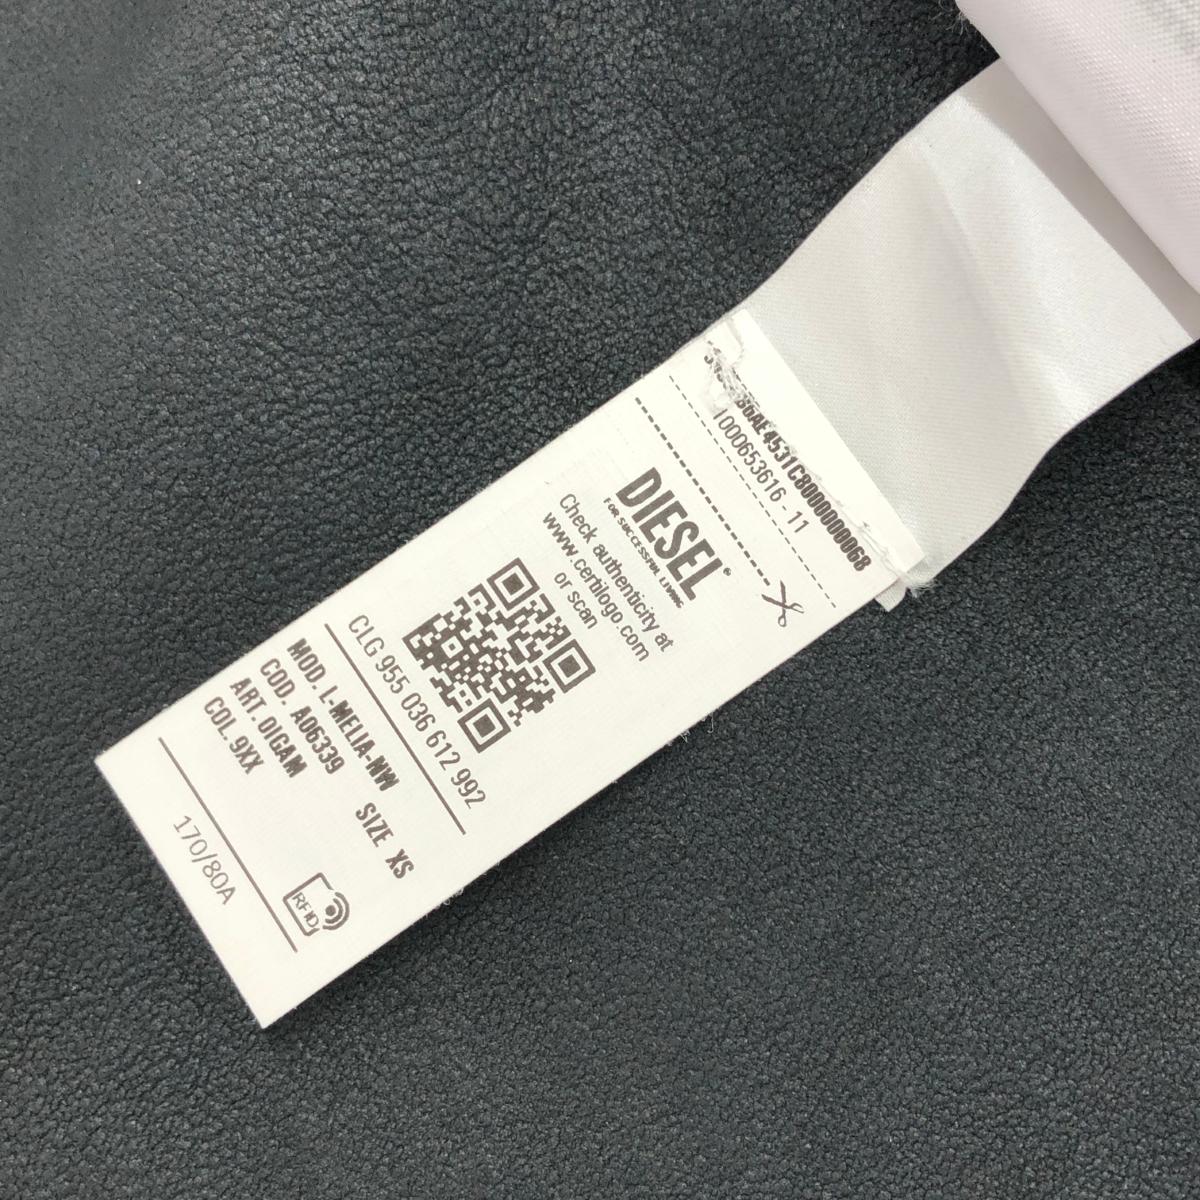 1000653616 - 11
DIESEL®
FOR SUCCESSFUL LIVING
Check authenticity at
www.certilogo.com
or scan
CLG 955 036 612 992
MOD. L-MELIA-NW
COD. A06339 SIZE XS
ART. 0IGAM
COL. 9XX
RFID
170/80A